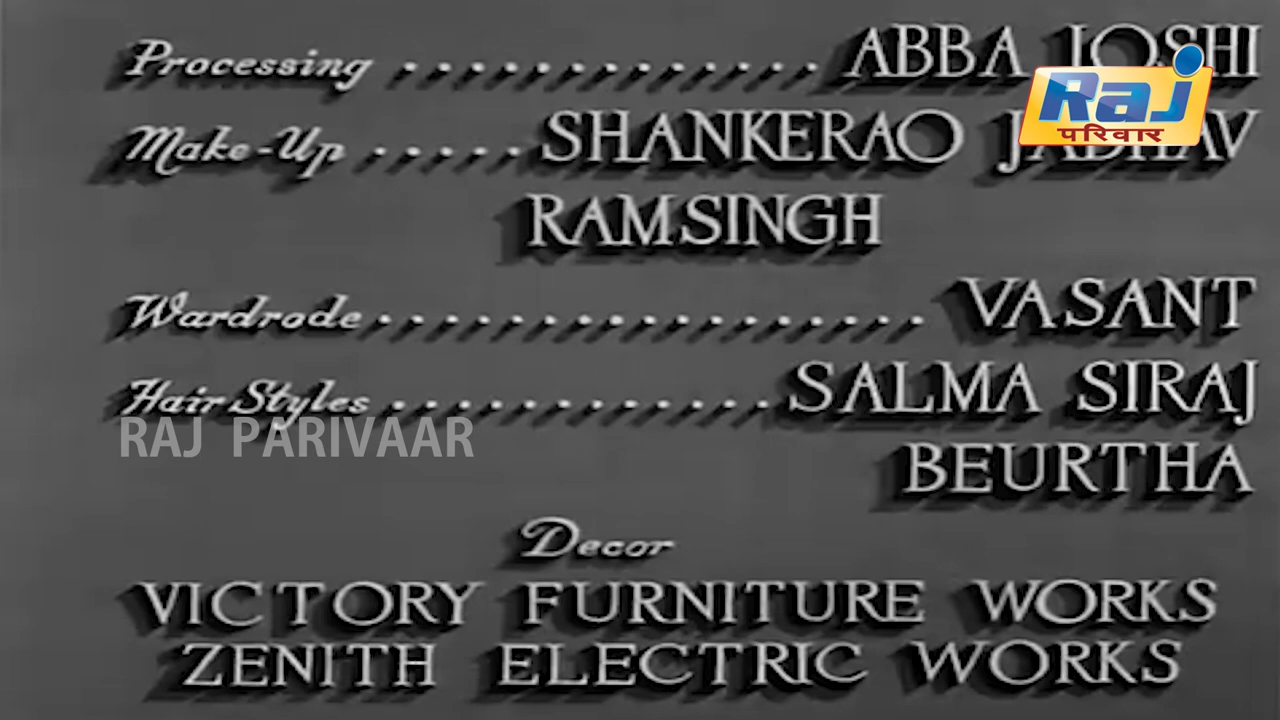 Processing .............. ABBA JOSHI
Raj
परिवार
Make-Up ..... SHANKERAO JADHAV
RAMSINGH
Wardrode .................... VASANT
Hair Styles .............. SALMA SIRAJ
RAJ PARIVAAR
BEURTHA
Decor
VICTORY FURNITURE WORKS
ZENITH ELECTRIC WORKS